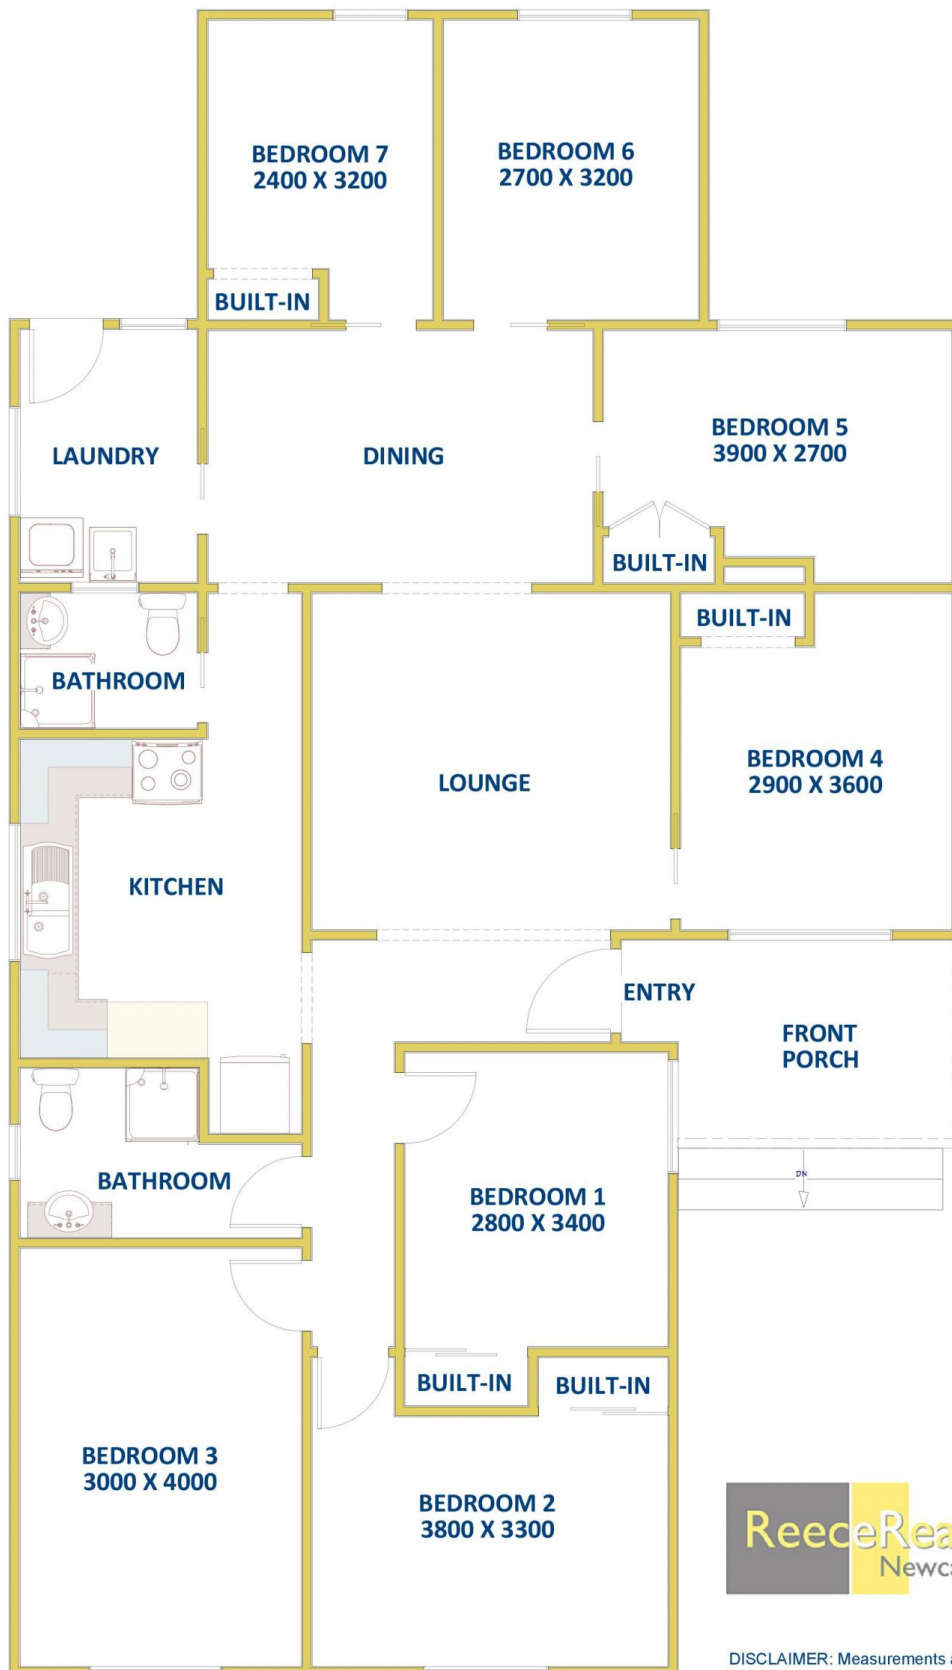 BEDROOM 7
2400 X 3200
BEDROOM 6
2700 X 3200
BUILT-IN
LAUNDRY
DINING
BEDROOM 5
3900 X 2700
BUILT-IN
BUILT-IN
BATHROOM
LOUNGE
BEDROOM 4
2900 X 3600
KITCHEN
ENTRY
FRONT
PORCH
BATHROOM
DN
BEDROOM 1
2800 X 3400
BUILT-IN
BUILT-IN
BEDROOM 3
3000 X 4000
BEDROOM 2
3800 X 3300
ReeceRea
Newca
DISCLAIMER: Measurements